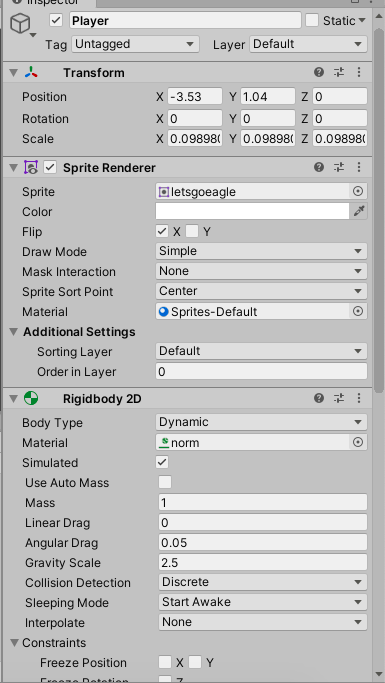 Inspector
Player
Static
Tag Untagged Layer Default
Transform
Position X -3.53 Y 1.04 Z 0
Rotation X 0 Y 0 Z 0
Scale X 0.098980 Y 0.098980 Z 0.098980
Sprite Renderer
Sprite letsgoeagle
Color
Flip X Y
Draw Mode Simple
Mask Interaction None
Sprite Sort Point Center
Material Sprites-Default
Additional Settings
Sorting Layer Default
Order in Layer 0
Rigidbody 2D
Body Type Dynamic
Material norm
Simulated
Use Auto Mass
Mass 1
Linear Drag 0
Angular Drag 0.05
Gravity Scale 2.5
Collision Detection Discrete
Sleeping Mode Start Awake
Interpolate None
Constraints
Freeze Position X Y
Freeze Rotation Z